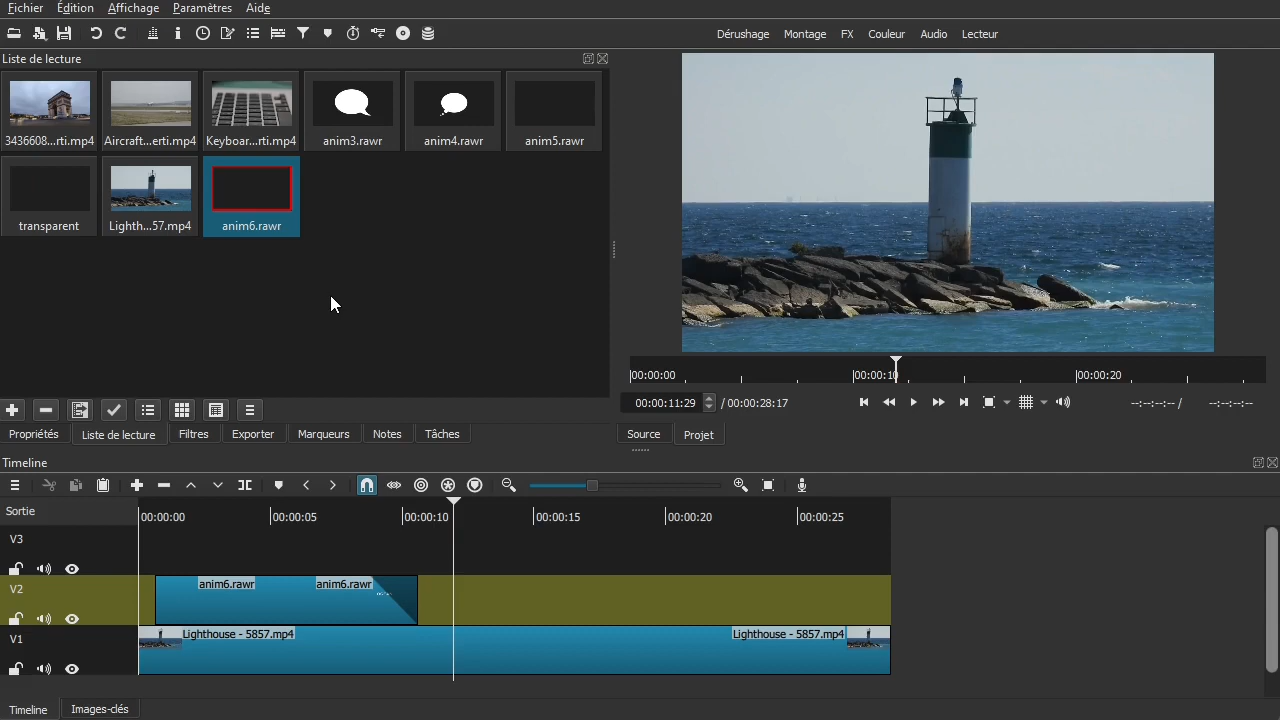 Fichier Édition Affichage Paramètres Aide
Dérushage Montage FX Couleur Audio Lecteur
Liste de lecture
3436608...rti.mp4 Aircraft...erti.mp4 Keyboar...rti.mp4 anim3.rawr anim4.rawr anim5.rawr
transparent Lighth...57.mp4 anim6.rawr
00:00:00 00:00:10 00:00:20
00:00:11:29 / 00:00:28:17 --:--:--:-- / --:--:--:--
Propriétés Liste de lecture Filtres Exporter Marqueurs Notes Tâches
Source Projet
Timeline
Sortie
00:00:00 00:00:05 00:00:10 00:00:15 00:00:20 00:00:25
V3
V2 anim6.rawr anim6.rawr
V1 Lighthouse - 5857.mp4 Lighthouse - 5857.mp4
Timeline Images-clés